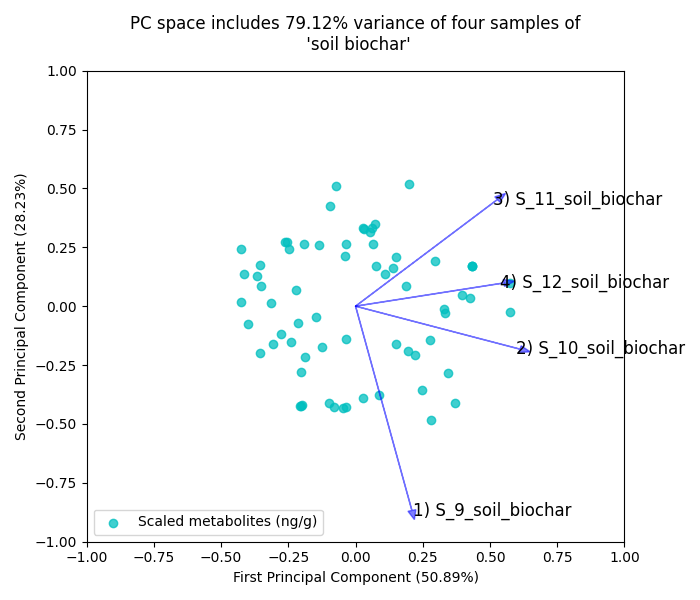 PC space includes 79.12% variance of four samples of
'soil biochar'
Second Principal Component (28.23%)
1.00
0.75
0.50
0.25
0.00
−0.25
−0.50
−0.75
−1.00
3) S_11_soil_biochar
4) S_12_soil_biochar
2) S_10_soil_biochar
1) S_9_soil_biochar
Scaled metabolites (ng/g)
−1.00 −0.75 −0.50 −0.25 0.00 0.25 0.50 0.75 1.00
First Principal Component (50.89%)